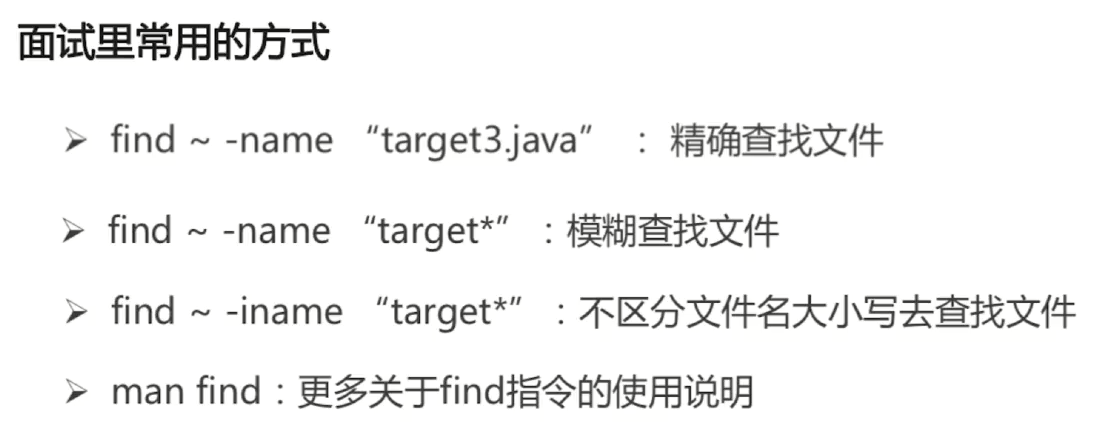 面试里常用的方式
➢ find ~ -name “target3.java” ： 精确查找文件
➢ find ~ -name “target*” ：模糊查找文件
➢ find ~ -iname “target*” ：不区分文件名大小写去查找文件
➢ man find：更多关于find指令的使用说明